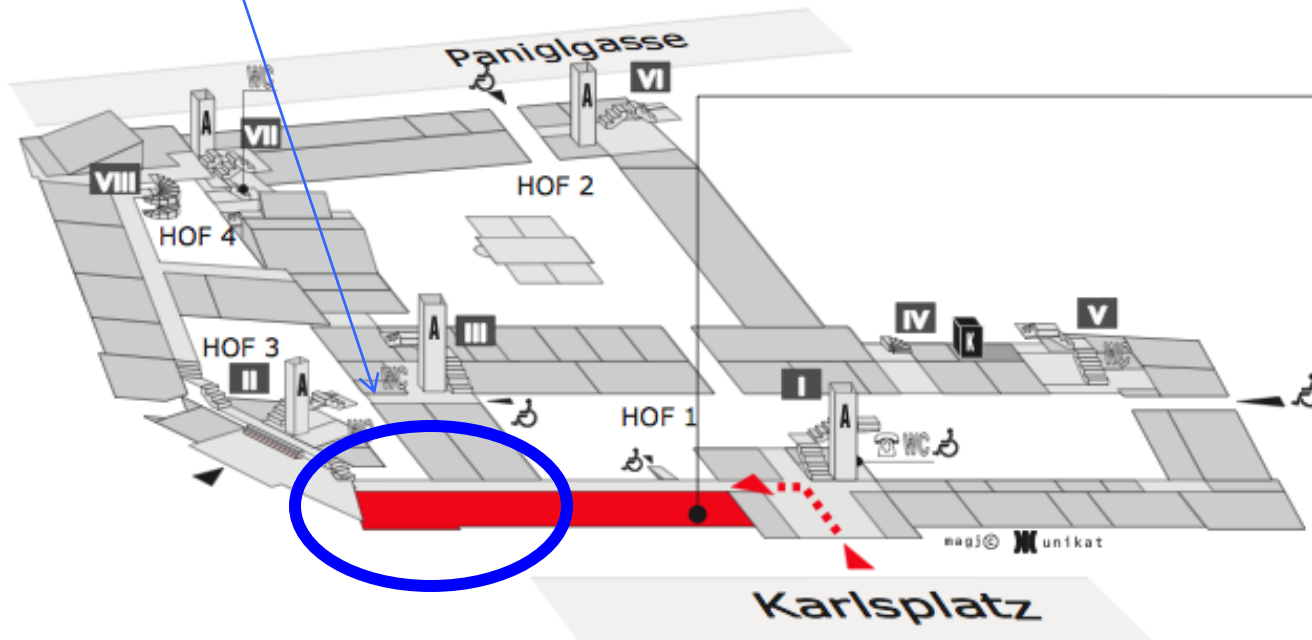 Paniglgasse
WC
A
VI
A
VII
VIII
HOF 2
HOF 4
A
III
IV
K
V
HOF 3
II
A
WC
WC
I
A
HOF 1
WC
WC
magj©
unikat
Karlsplatz